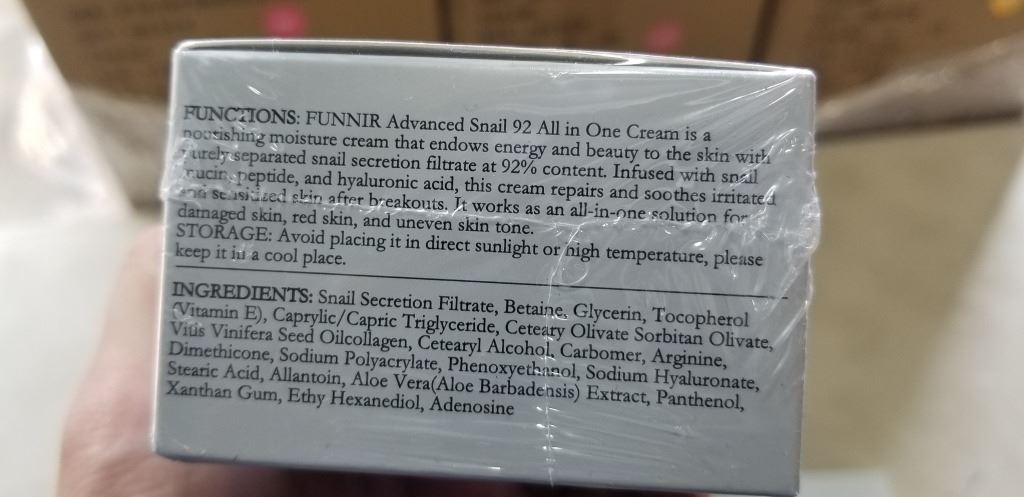 FUNCTIONS: FUNNIR Advanced Snail 92 All in One Cream is a
nourishing moisture cream that endows energy and beauty to the skin with
purely separated snail secretion filtrate at 92% content. Infused with snail
mucin, peptide, and hyaluronic acid, this cream repairs and soothes irritated
and sensitized skin after breakouts. It works as an all-in-one solution for
damaged skin, red skin, and uneven skin tone.
STORAGE: Avoid placing it in direct sunlight or high temperature, please
keep it in a cool place.
INGREDIENTS: Snail Secretion Filtrate, Betaine, Glycerin, Tocopherol
(Vitamin E), Caprylic/Capric Triglyceride, Ceteary Olivate Sorbitan Olivate,
Vitis Vinifera Seed Oilcollagen, Cetearyl Alcohol, Carbomer, Arginine,
Dimethicone, Sodium Polyacrylate, Phenoxyethanol, Sodium Hyaluronate,
Stearic Acid, Allantoin, Aloe Vera(Aloe Barbadensis) Extract, Panthenol,
Xanthan Gum, Ethy Hexanediol, Adenosine